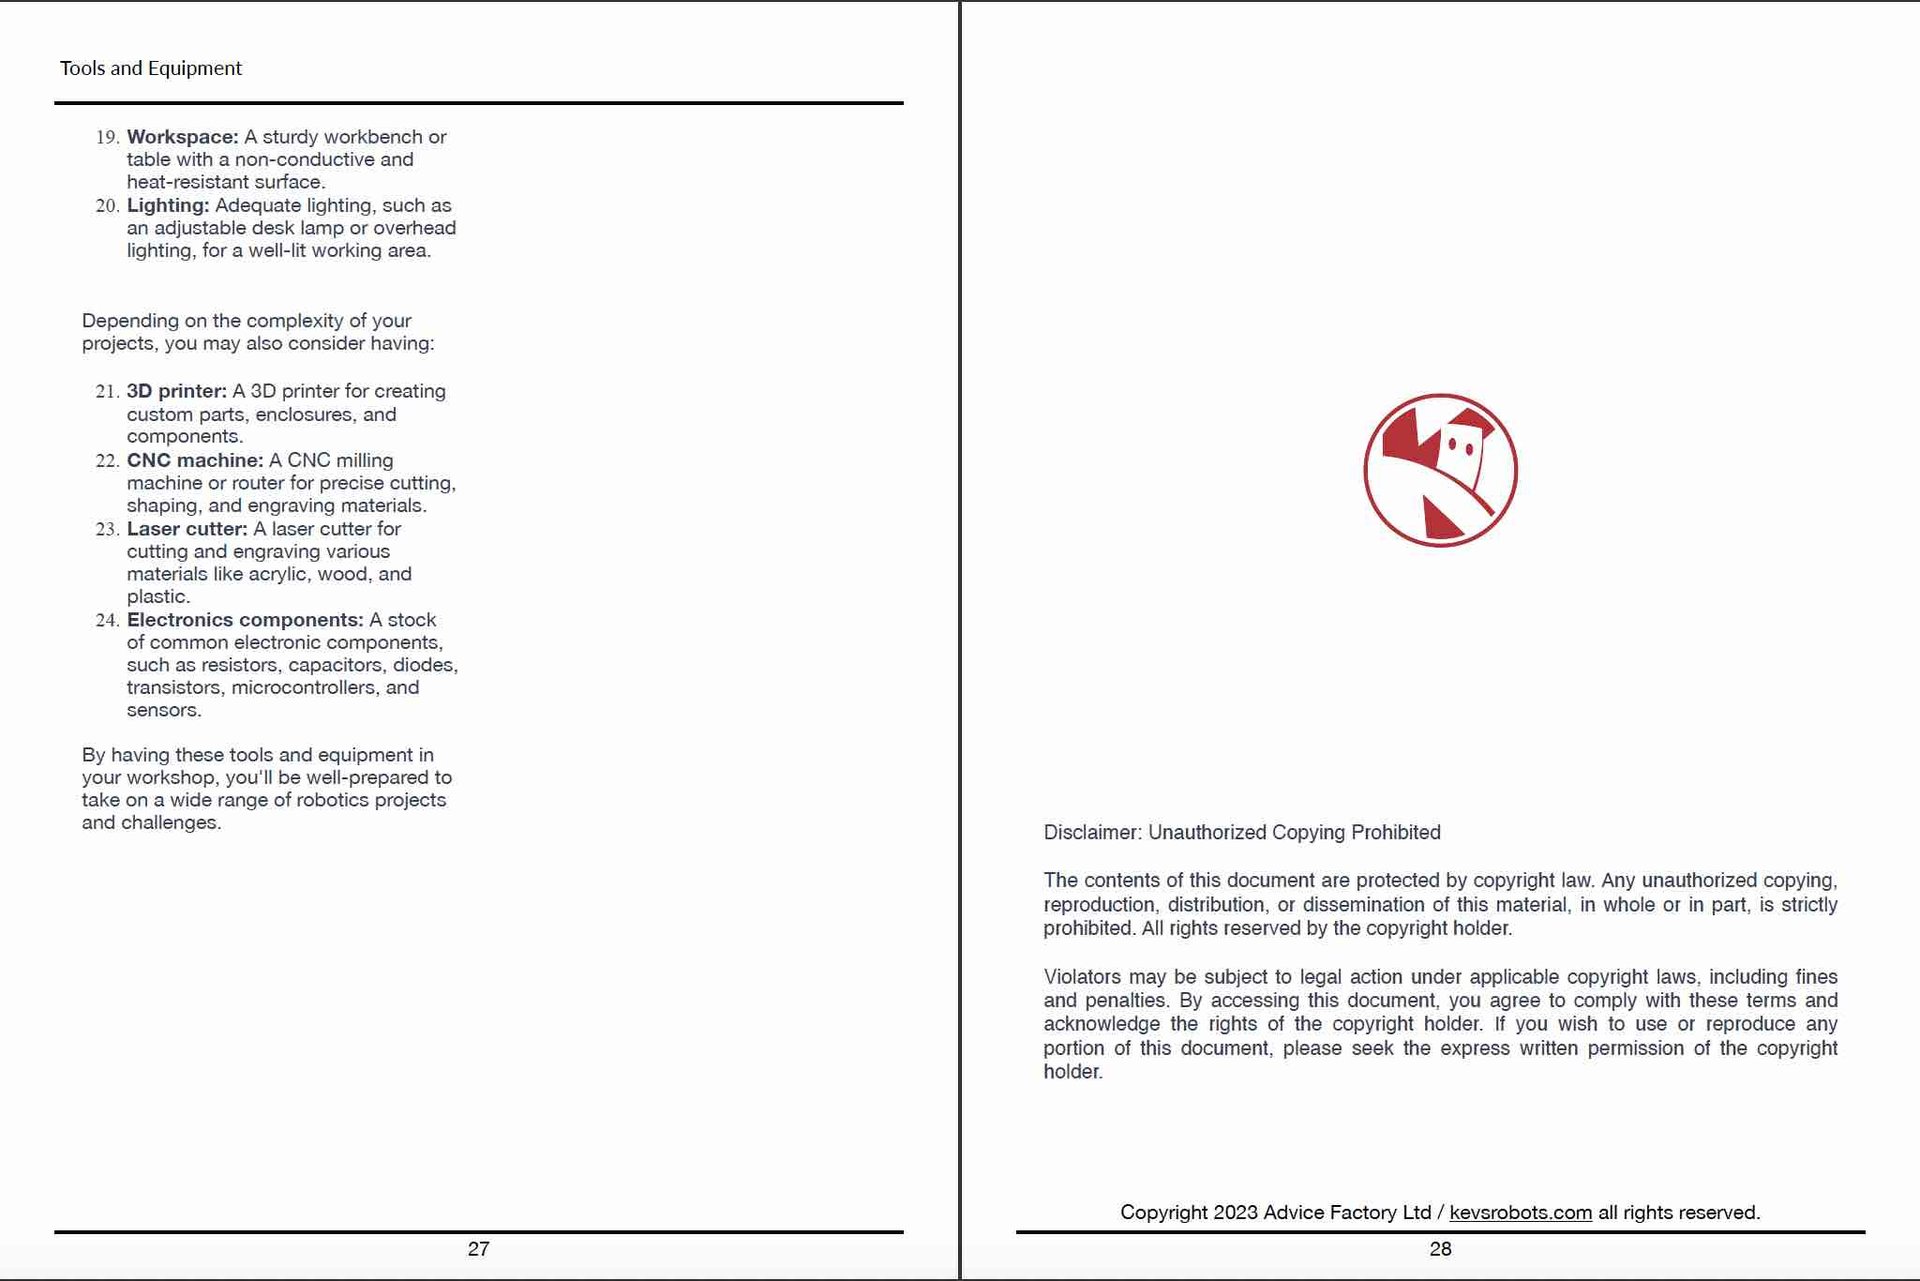 Tools and Equipment
19. Workspace: A sturdy workbench or
table with a non-conductive and
heat-resistant surface.
20. Lighting: Adequate lighting, such as
an adjustable desk lamp or overhead
lighting, for a well-lit working area.
Depending on the complexity of your
projects, you may also consider having:
21. 3D printer: A 3D printer for creating
custom parts, enclosures, and
components.
22. CNC machine: A CNC milling
machine or router for precise cutting,
shaping, and engraving materials.
23. Laser cutter: A laser cutter for
cutting and engraving various
materials like acrylic, wood, and
plastic.
24. Electronics components: A stock
of common electronic components,
such as resistors, capacitors, diodes,
transistors, microcontrollers, and
sensors.
By having these tools and equipment in
your workshop, you'll be well-prepared to
take on a wide range of robotics projects
and challenges.
27
Disclaimer: Unauthorized Copying Prohibited
The contents of this document are protected by copyright law. Any unauthorized copying,
reproduction, distribution, or dissemination of this material, in whole or in part, is strictly
prohibited. All rights reserved by the copyright holder.
Violators may be subject to legal action under applicable copyright laws, including fines
and penalties. By accessing this document, you agree to comply with these terms and
acknowledge the rights of the copyright holder. If you wish to use or reproduce any
portion of this document, please seek the express written permission of the copyright
holder.
Copyright 2023 Advice Factory Ltd / kevsrobots.com all rights reserved.
28